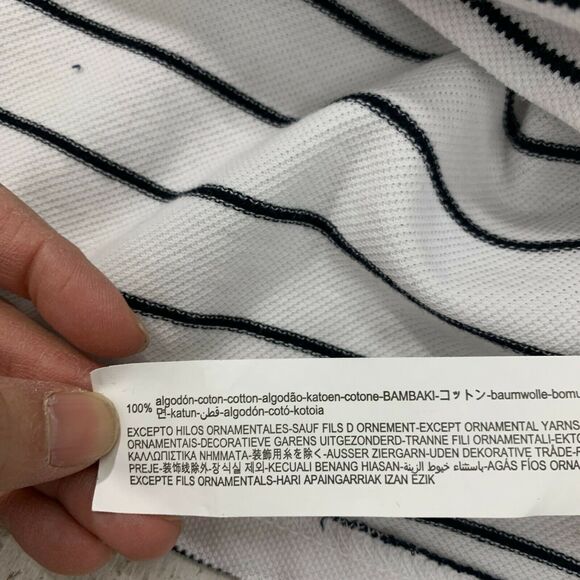 100% algodón-coton-cotton-algodão-katoen-cotone-BAMBAKI-コットン-baumwolle-bomu
면-katun-قطن-algodón-cotó-kotoia
EXCEPTO HILOS ORNAMENTALES-SAUF FILS D ORNEMENT-EXCEPT ORNAMENTAL YARNS
ORNAMENTAIS-DECORATIEVE GARENS UITGEZONDERD-TRANNE FILI ORNAMENTALI-ΕΚΤΟ
ΚΑΛΛΩΠΙΣΤΙΚΑ ΝΗΜΜΑΤΑ-装飾用糸を除く-AUSSER ZIERGARN-UDEN DEKORATIVE TRÅDE-P
PREJE-装饰线除外-장식실 제외-KECUALI BENANG HIASAN-باستثناء خيوط الزينة-AGÁS FÍOS ORNAM
EXCEPTE FILS ORNAMENTALS-HARI APAINGARRIAK IZAN EZIK